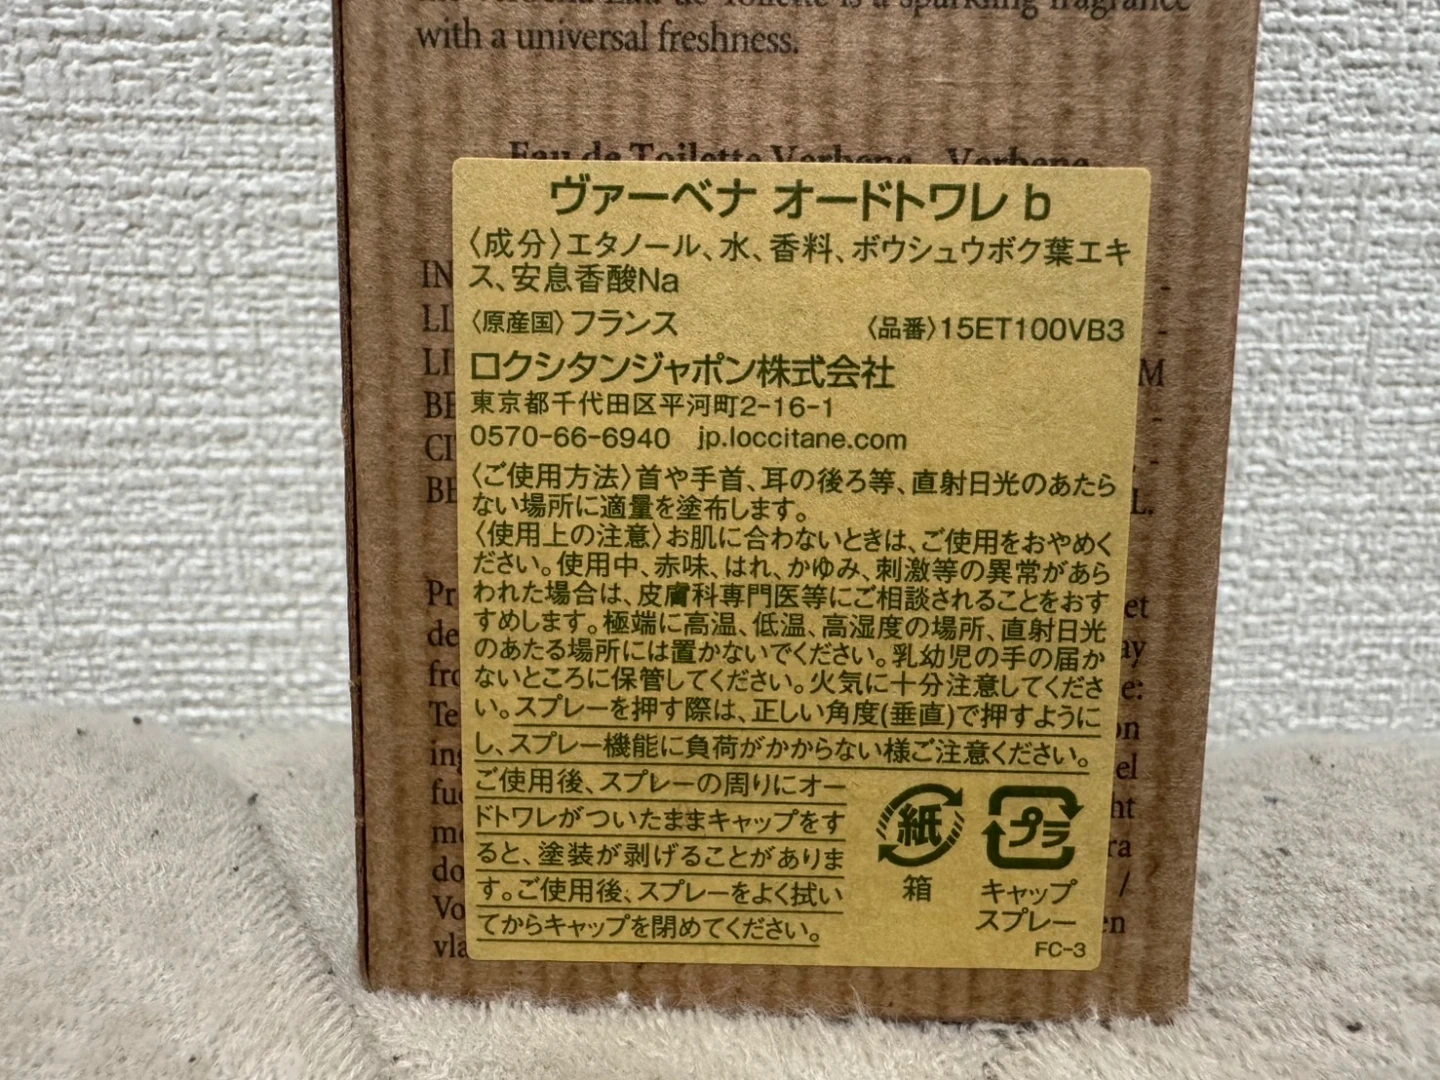 Eau de Toilette is a sparkling fragrance
with a universal freshness.
Eau de Toilette Verbena - Verbena
ヴァーベナ オードトワレ b
〈成分〉エタノール、水、香料、ボウシュウボク葉エキ
ス、安息香酸Na
〈原産国〉フランス 〈品番〉15ET100VB3
ロクシタンジャポン株式会社
東京都千代田区平河町2-16-1
0570-66-6940 jp.loccitane.com
〈ご使用方法〉首や手首、耳の後ろ等、直射日光のあたら
ない場所に適量を塗布します。
〈使用上の注意〉お肌に合わないときは、ご使用をおやめく
ださい。使用中、赤味、はれ、かゆみ、刺激等の異常があら
われた場合は、皮膚科専門医等にご相談されることをおす
すめします。極端に高温、低温、高湿度の場所、直射日光
のあたる場所には置かないでください。乳幼児の手の届か
ないところに保管してください。火気に十分注意してくださ
い。スプレーを押す際は、正しい角度(垂直)で押すように
し、スプレー機能に負荷がかからない様ご注意ください。
ご使用後、スプレーの周りにオー
ドトワレがついたままキャップをす
ると、塗装が剥げることがありま
す。ご使用後、スプレーをよく拭い
てからキャップを閉めてください。
紙
箱
プラ
キャップ
スプレー
FC-3